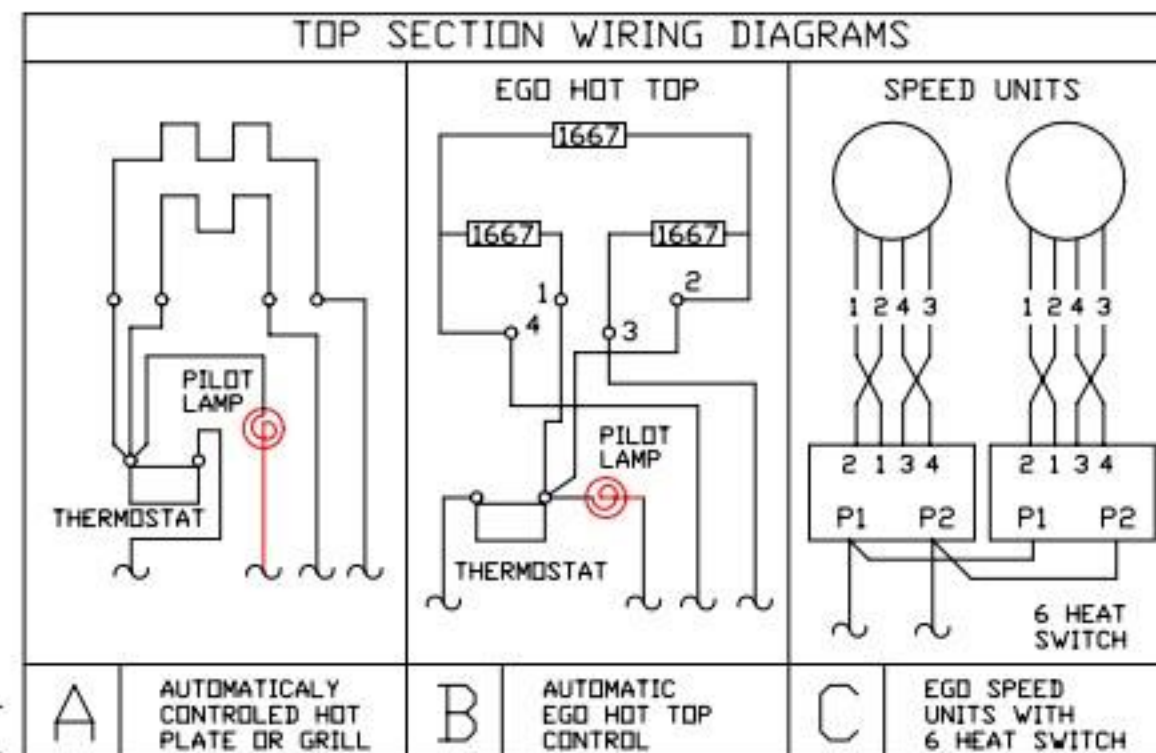 TOP SECTION WIRING DIAGRAMS
PILOT
LAMP
THERMOSTAT
EGO HOT TOP
1667
1667
1667
1
2
4
3
PILOT
LAMP
THERMOSTAT
SPEED UNITS
1 2 4 3
1 2 4 3
2 1 3 4
2 1 3 4
P1 P2
P1 P2
6 HEAT
SWITCH
A
AUTOMATICALY
CONTROLED HOT
PLATE OR GRILL
B
AUTOMATIC
EGO HOT TOP
CONTROL
C
EGO SPEED
UNITS WITH
6 HEAT SWITCH